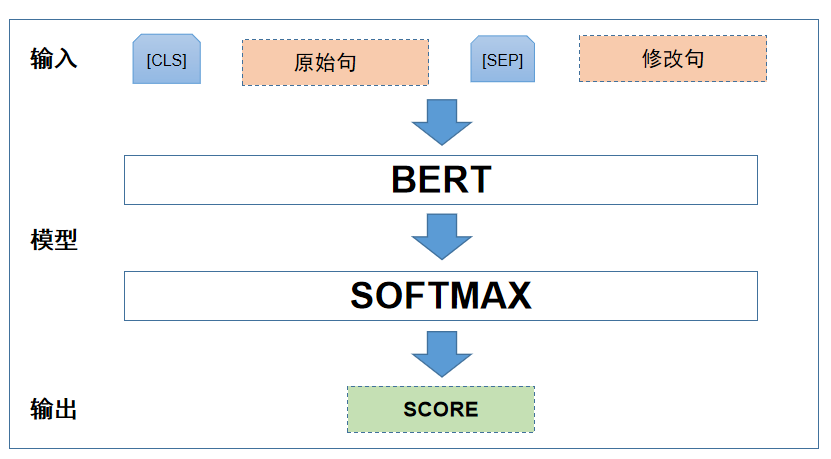 输入 [CLS] 原始句 [SEP] 修改句
BERT
模型
SOFTMAX
输出 SCORE